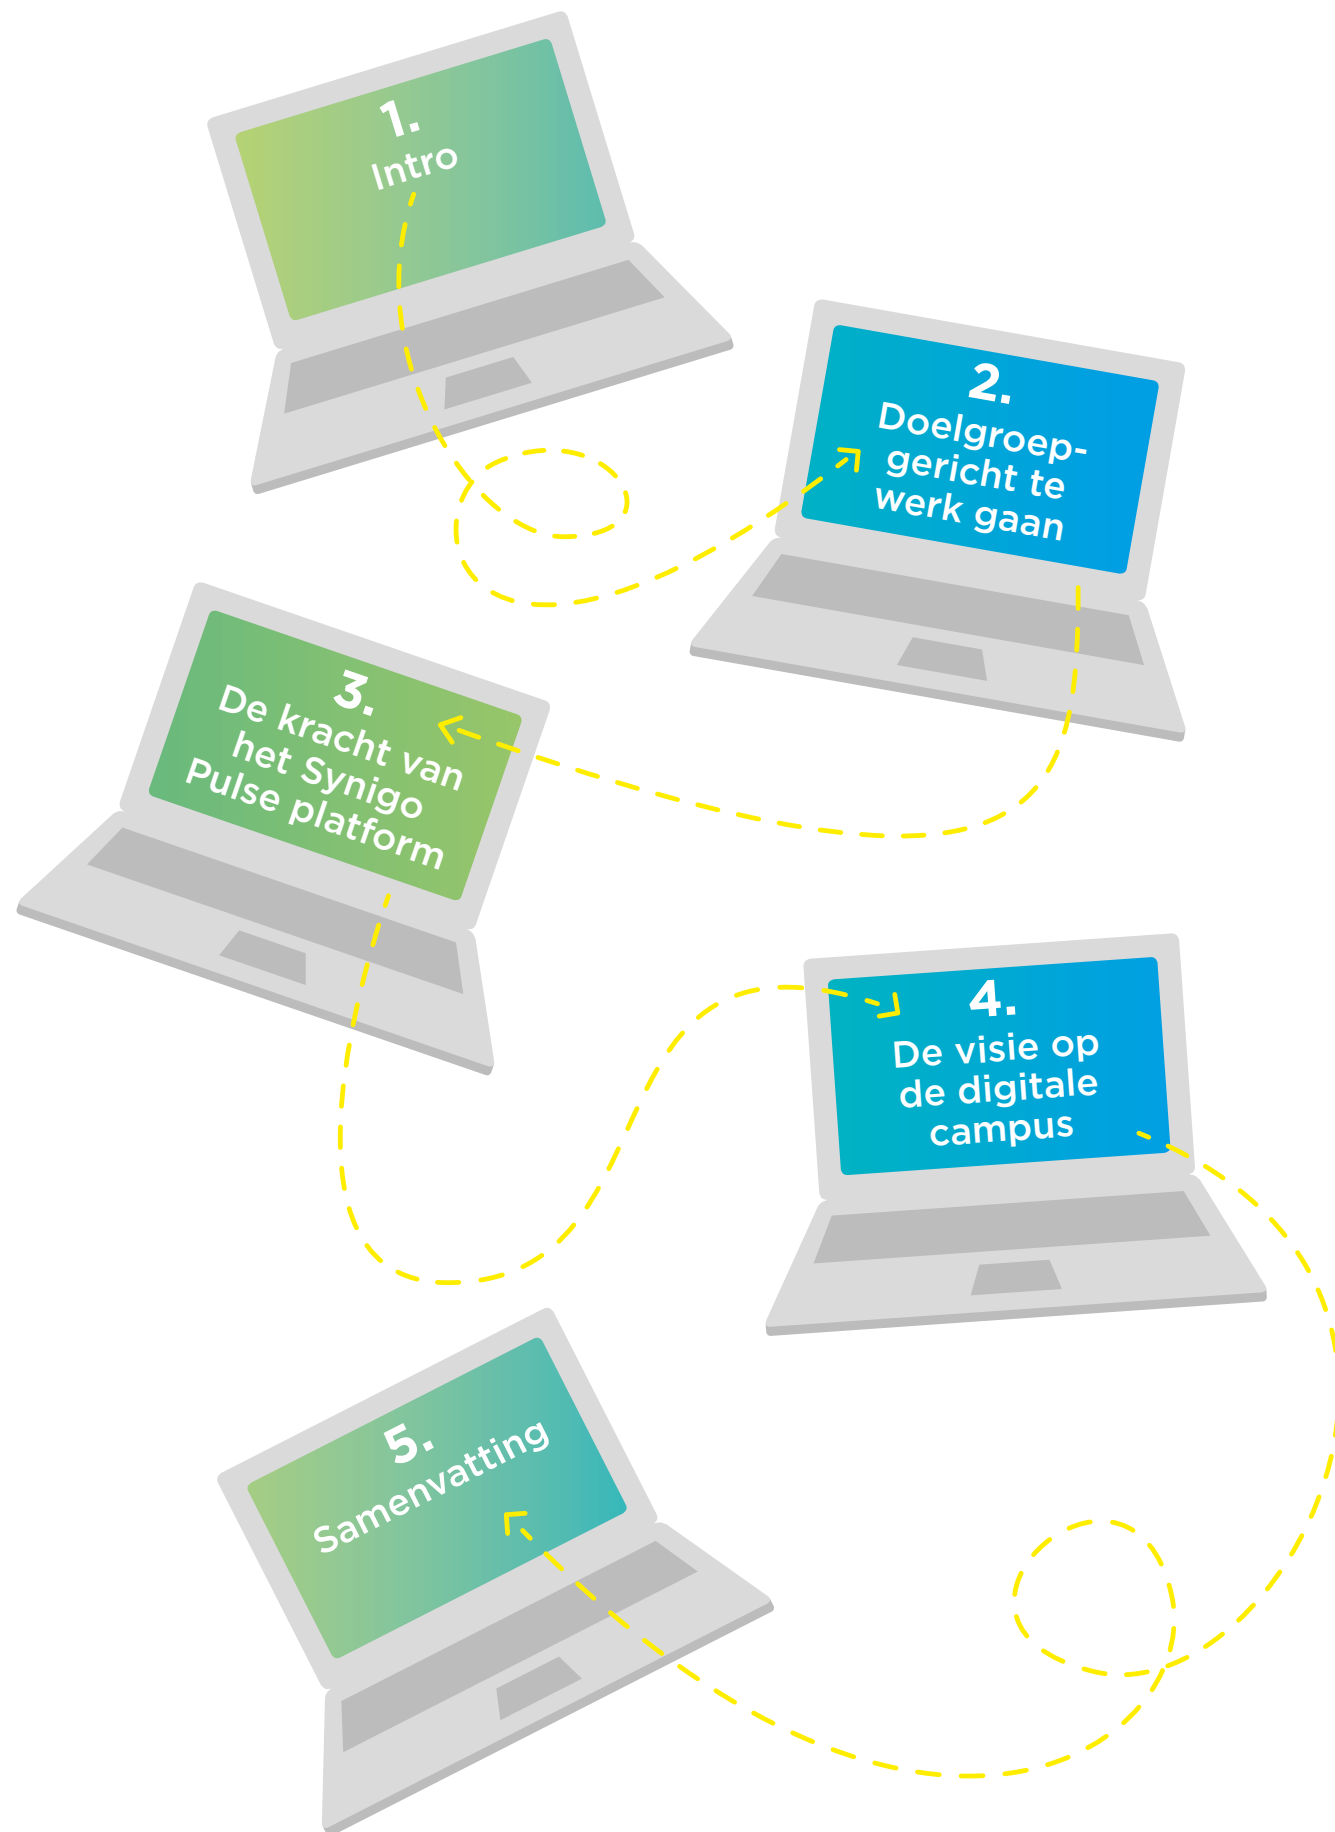 1.
Intro
2.
Doelgroep-
gericht te
werk gaan
3.
De kracht van
het Synigo
Pulse platform
4.
De visie op
de digitale
campus
5.
Samenvatting